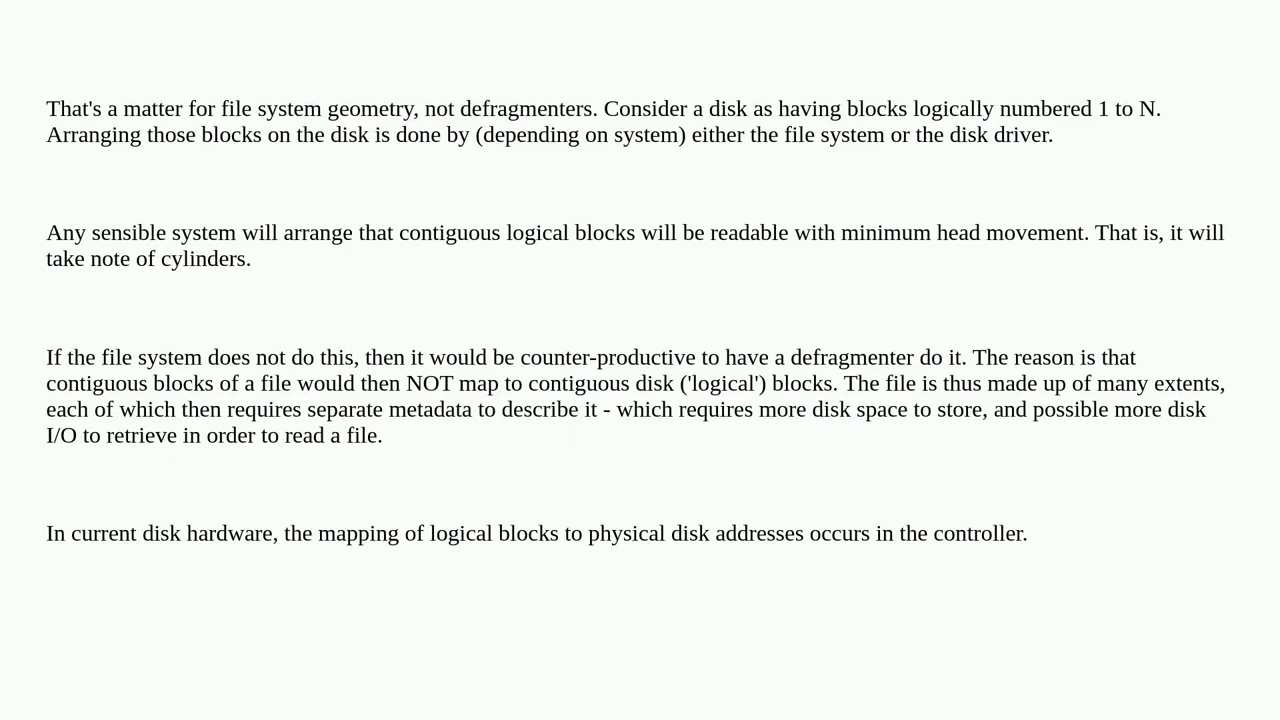 That's a matter for file system geometry, not defragmenters. Consider a disk as having blocks logically numbered 1 to N.
Arranging those blocks on the disk is done by (depending on system) either the file system or the disk driver.
Any sensible system will arrange that contiguous logical blocks will be readable with minimum head movement. That is, it will
take note of cylinders.
If the file system does not do this, then it would be counter-productive to have a defragmenter do it. The reason is that
contiguous blocks of a file would then NOT map to contiguous disk ('logical') blocks. The file is thus made up of many extents,
each of which then requires separate metadata to describe it - which requires more disk space to store, and possible more disk
I/O to retrieve in order to read a file.
In current disk hardware, the mapping of logical blocks to physical disk addresses occurs in the controller.